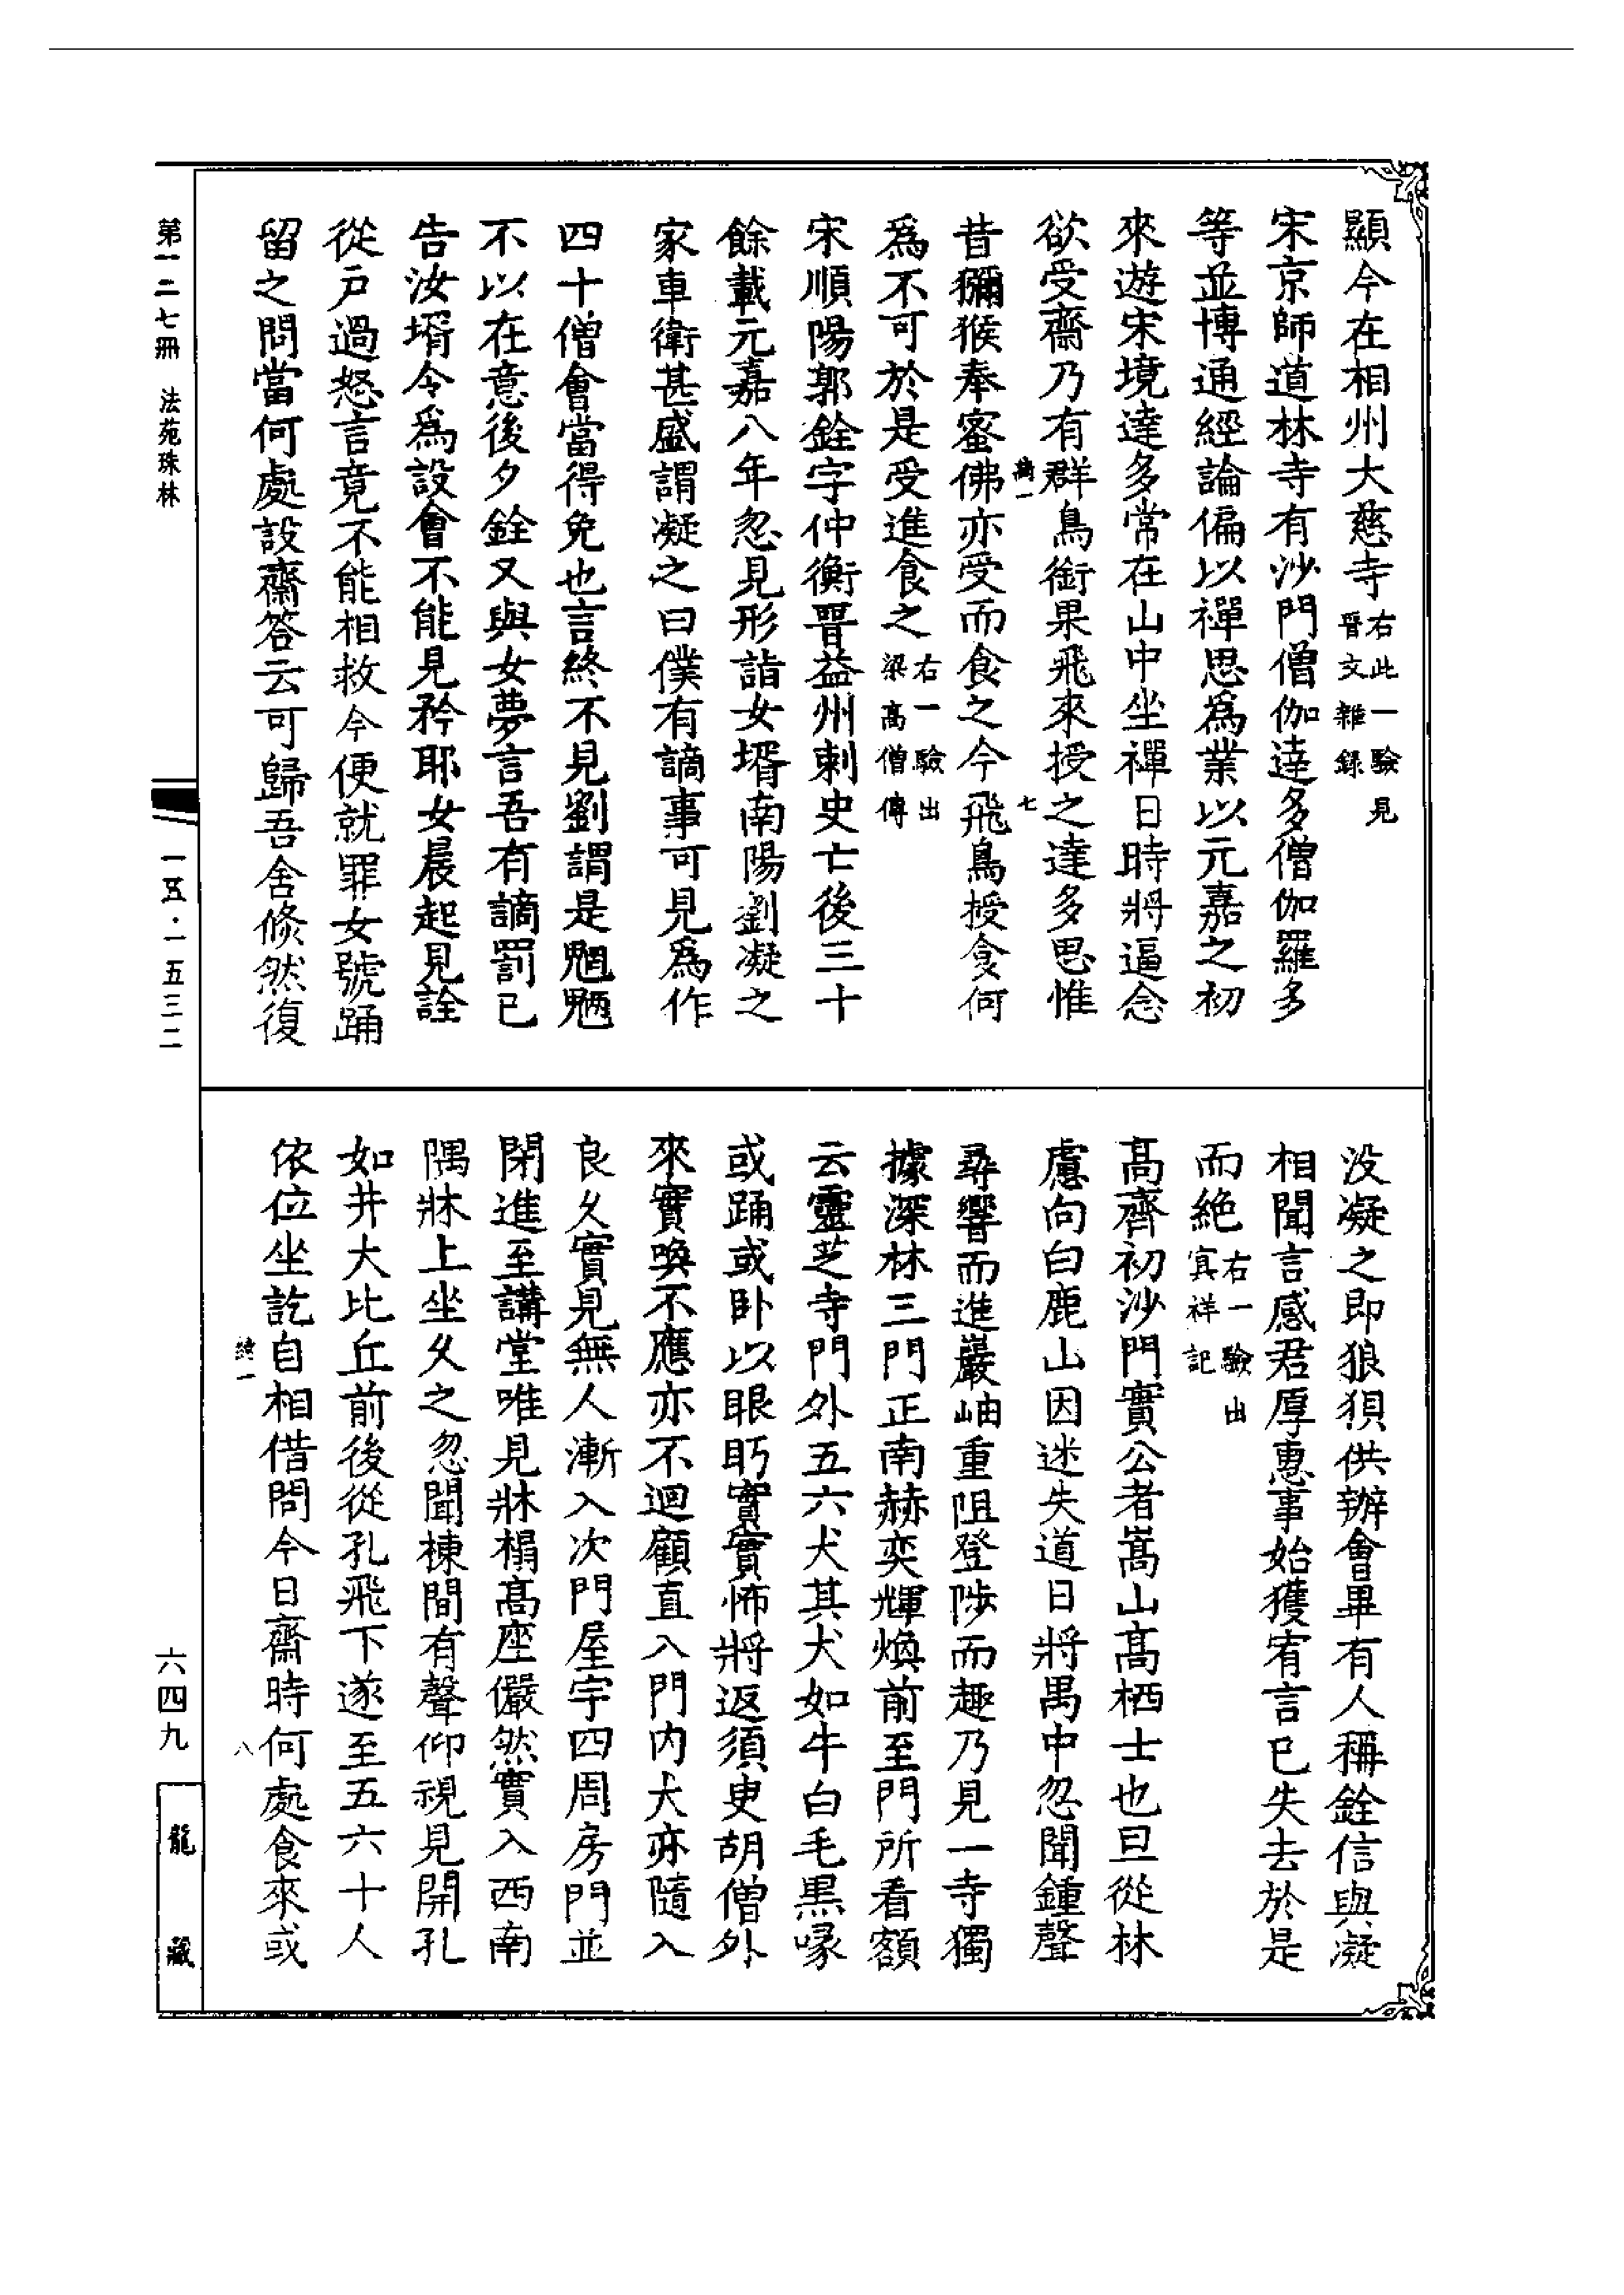 顯今在相州大慈寺右此一驗見晉文雜錄
宋京師道林寺有沙門僧伽達多僧伽羅多
等並博通經論偏以禪思爲業以元嘉之初
來遊宋境達多常在山中坐禪日時將逼念
欲受齋乃有群鳥銜果飛來授之達多思惟
昔獼猴奉蜜佛亦受而食之今飛鳥授食何
爲不可於是受進食之右一驗出梁高僧傳
宋順陽郭銓字仲衡晉益州刺史亡後三十
餘載元嘉八年忽見形詣女壻南陽劉凝之
家車衛甚盛謂凝之曰僕有謫事可見爲作
四十僧會當得免也言終不見劉謂是魍魎
不以在意後夕銓又與女夢言吾有謫罰已
告汝壻令爲設會不能見矜耶女晨起見詮
從戶過怒言竟不能相救今便就罪女號踊
留之問當何處設齋答云可歸吾舍倐然復
没凝之即狼狽供辦會畢有人稱銓信與凝
相聞言感君厚惠事始獲宥言已失去於是
而絶右一驗出冥祥記
高齊初沙門實公者嵩山高栖士也旦從林
慮向白鹿山因迷失道日將禺中忽聞鍾聲
尋響而進巖岫重阻登陟而趣乃見一寺獨
據深林三門正南赫奕輝煥前至門所看額
云靈芝寺門外五六犬其犬如牛白毛黒喙
或踊或卧以眼眄實實怖將返須叟胡僧外
來實喚不應亦不迴顧直入門内犬亦隨入
良久實見無人漸入次門屋宇四周房門並
閉進至講堂唯見牀榻高座儼然實入西南
隅牀上坐久之忽聞棟間有聲仰視見開孔
如井大比丘前後從孔飛下遂至五六十人
依位坐訖自相借問今日齋時何處食來或
第一二七冊 法苑珠林
一五·一五三二
六四九
龍藏
七
八